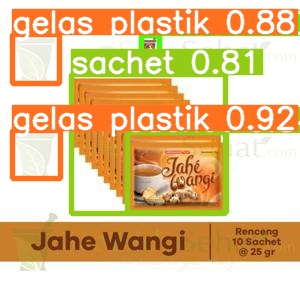 gelas plastik 0.88
sachet 0.81
gelas plastik 0.92
Jahé
Wangi
Jahe Wangi
Renceng
10 Sachet
@ 25 gr